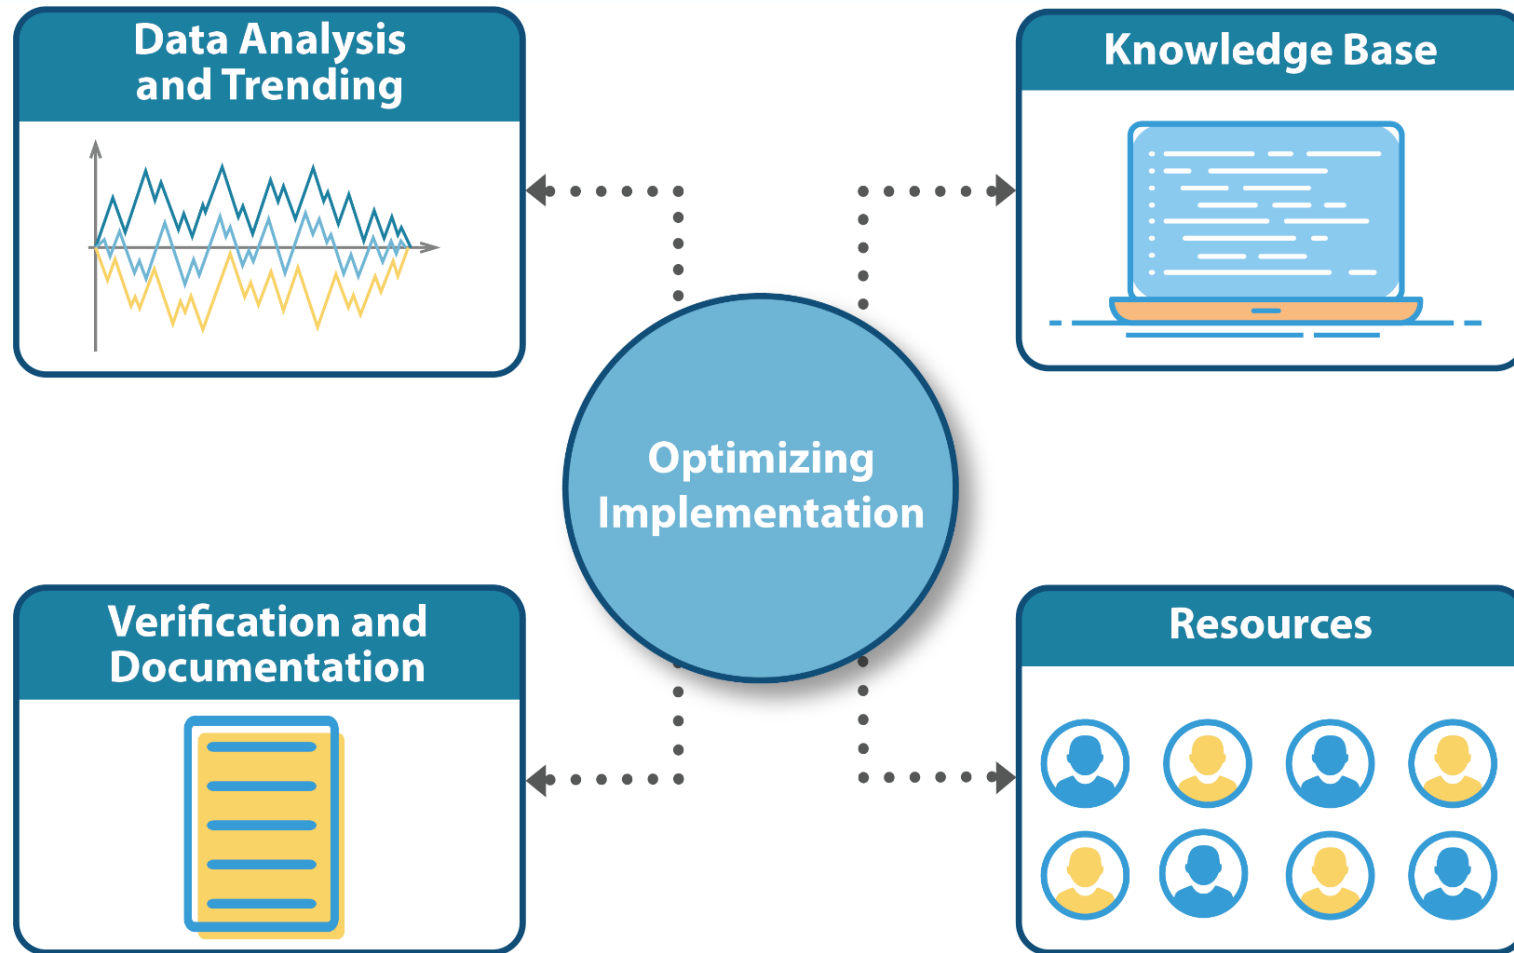 Data Analysis
and Trending
Knowledge Base
Optimizing
Implementation
Verification and
Documentation
Resources